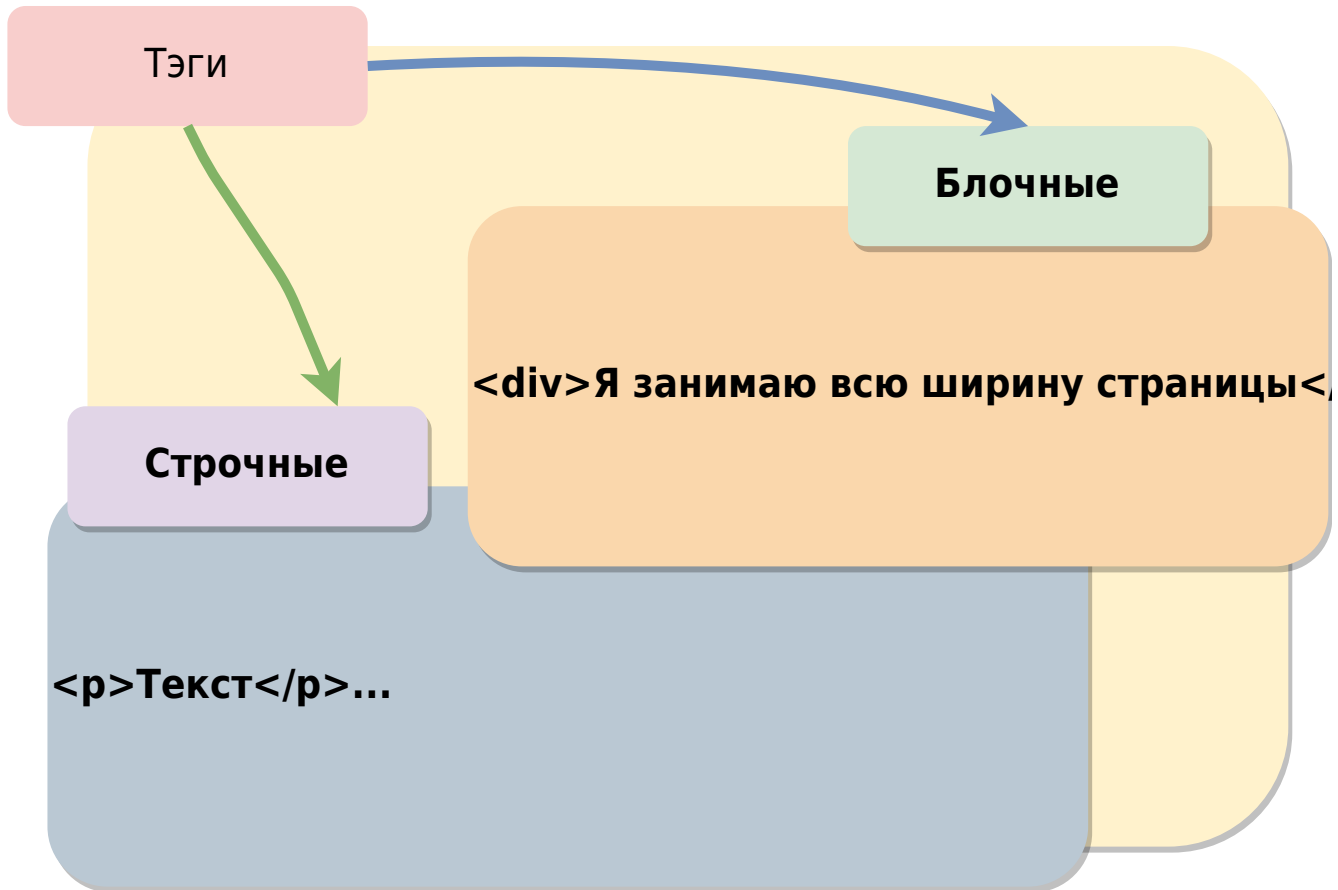 Тэги
Блочные
<div>Я занимаю всю ширину страницы</
Строчные
<p>Текст</p>...